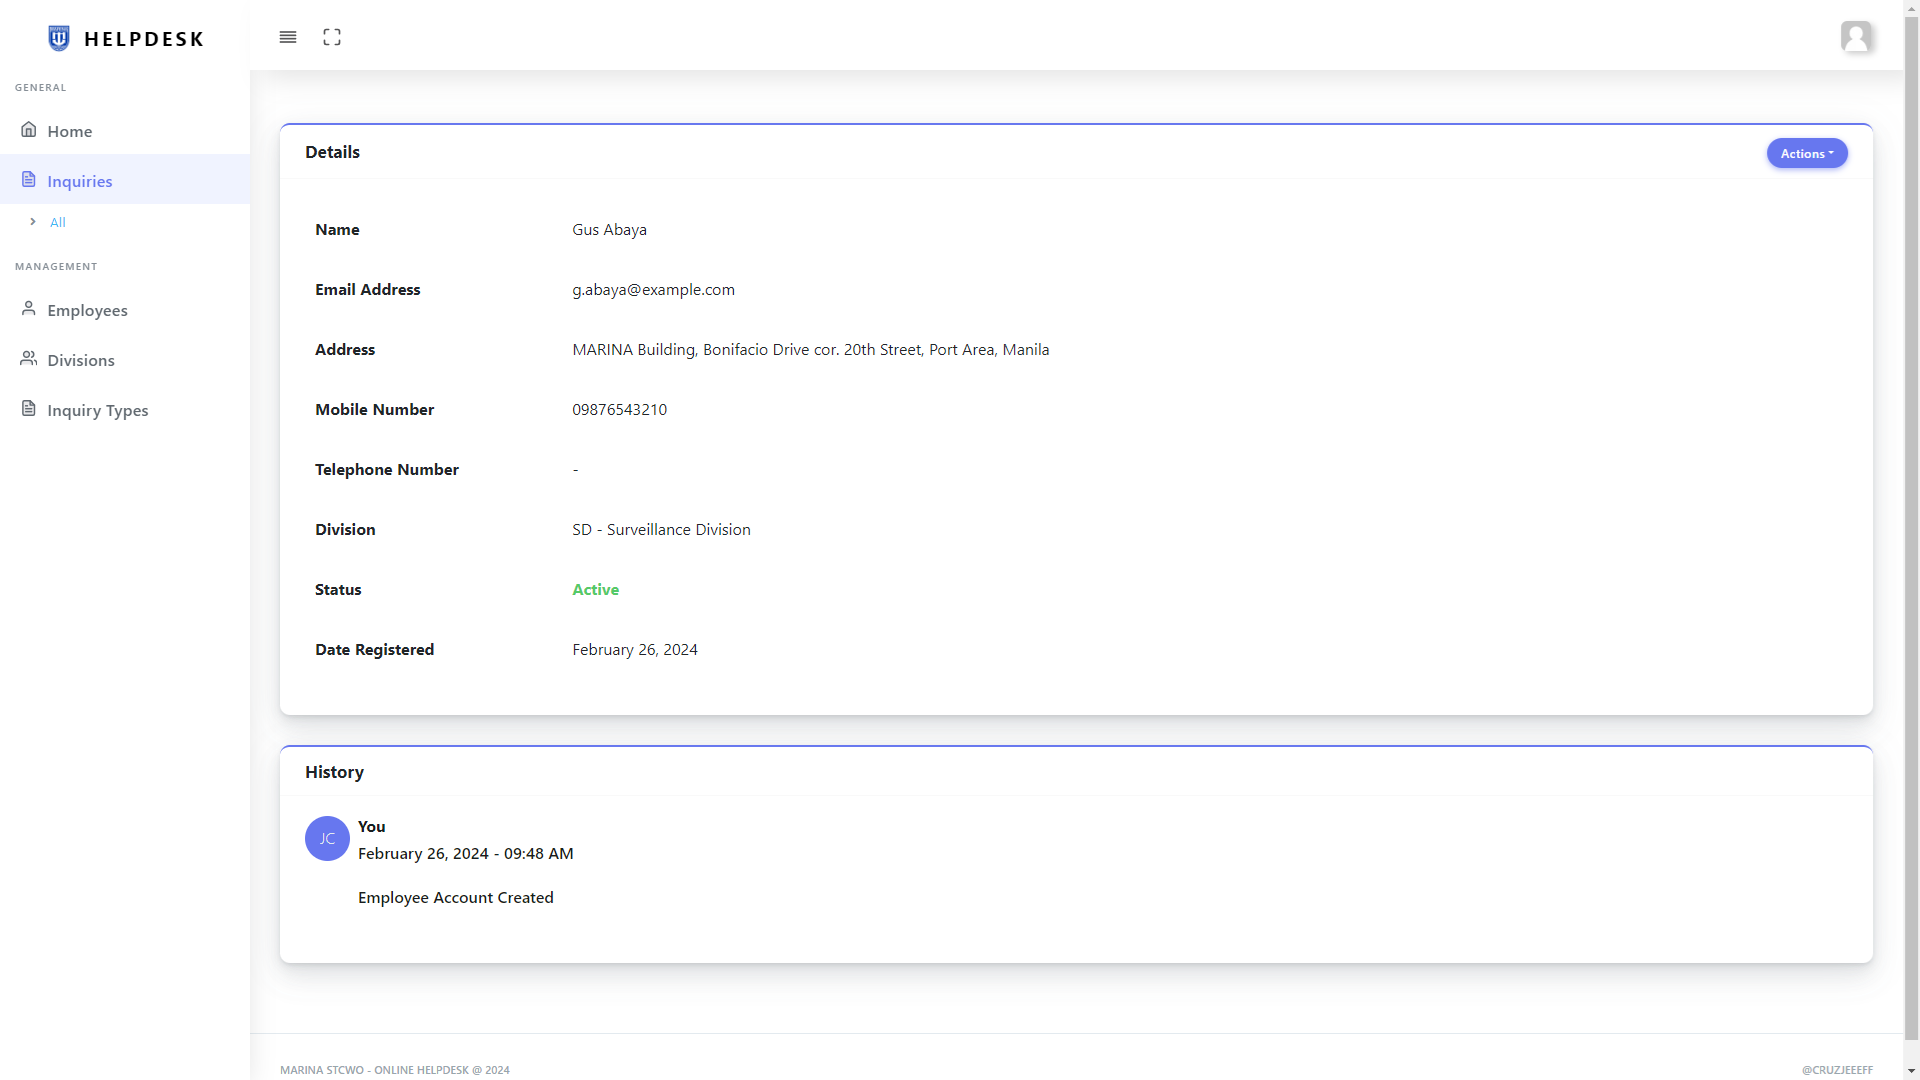 HELPDESK
GENERAL
Home
Inquiries
All
MANAGEMENT
Employees
Divisions
Inquiry Types
Details
Actions
Name Gus Abaya
Email Address g.abaya@example.com
Address MARINA Building, Bonifacio Drive cor. 20th Street, Port Area, Manila
Mobile Number 09876543210
Telephone Number -
Division SD - Surveillance Division
Status Active
Date Registered February 26, 2024
History
JC You
February 26, 2024 - 09:48 AM
Employee Account Created
MARINA STCWO - ONLINE HELPDESK @ 2024 @CRUZJEEEFF